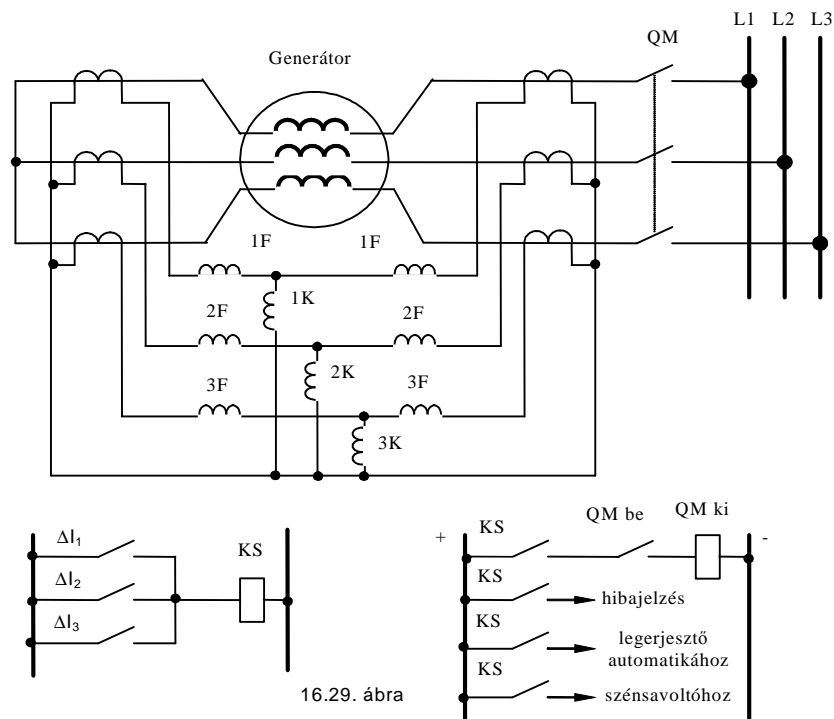 L1 L2 L3
QM
Generátor
1F 1F
1K
2F 2F
2K
3F 3F
3K
ΔI1
ΔI2
ΔI3
KS
+ KS QM be QM ki -
KS
hibajelzés
KS
legerjesztő
automatikához
KS
szénsavoltóhoz
16.29. ábra